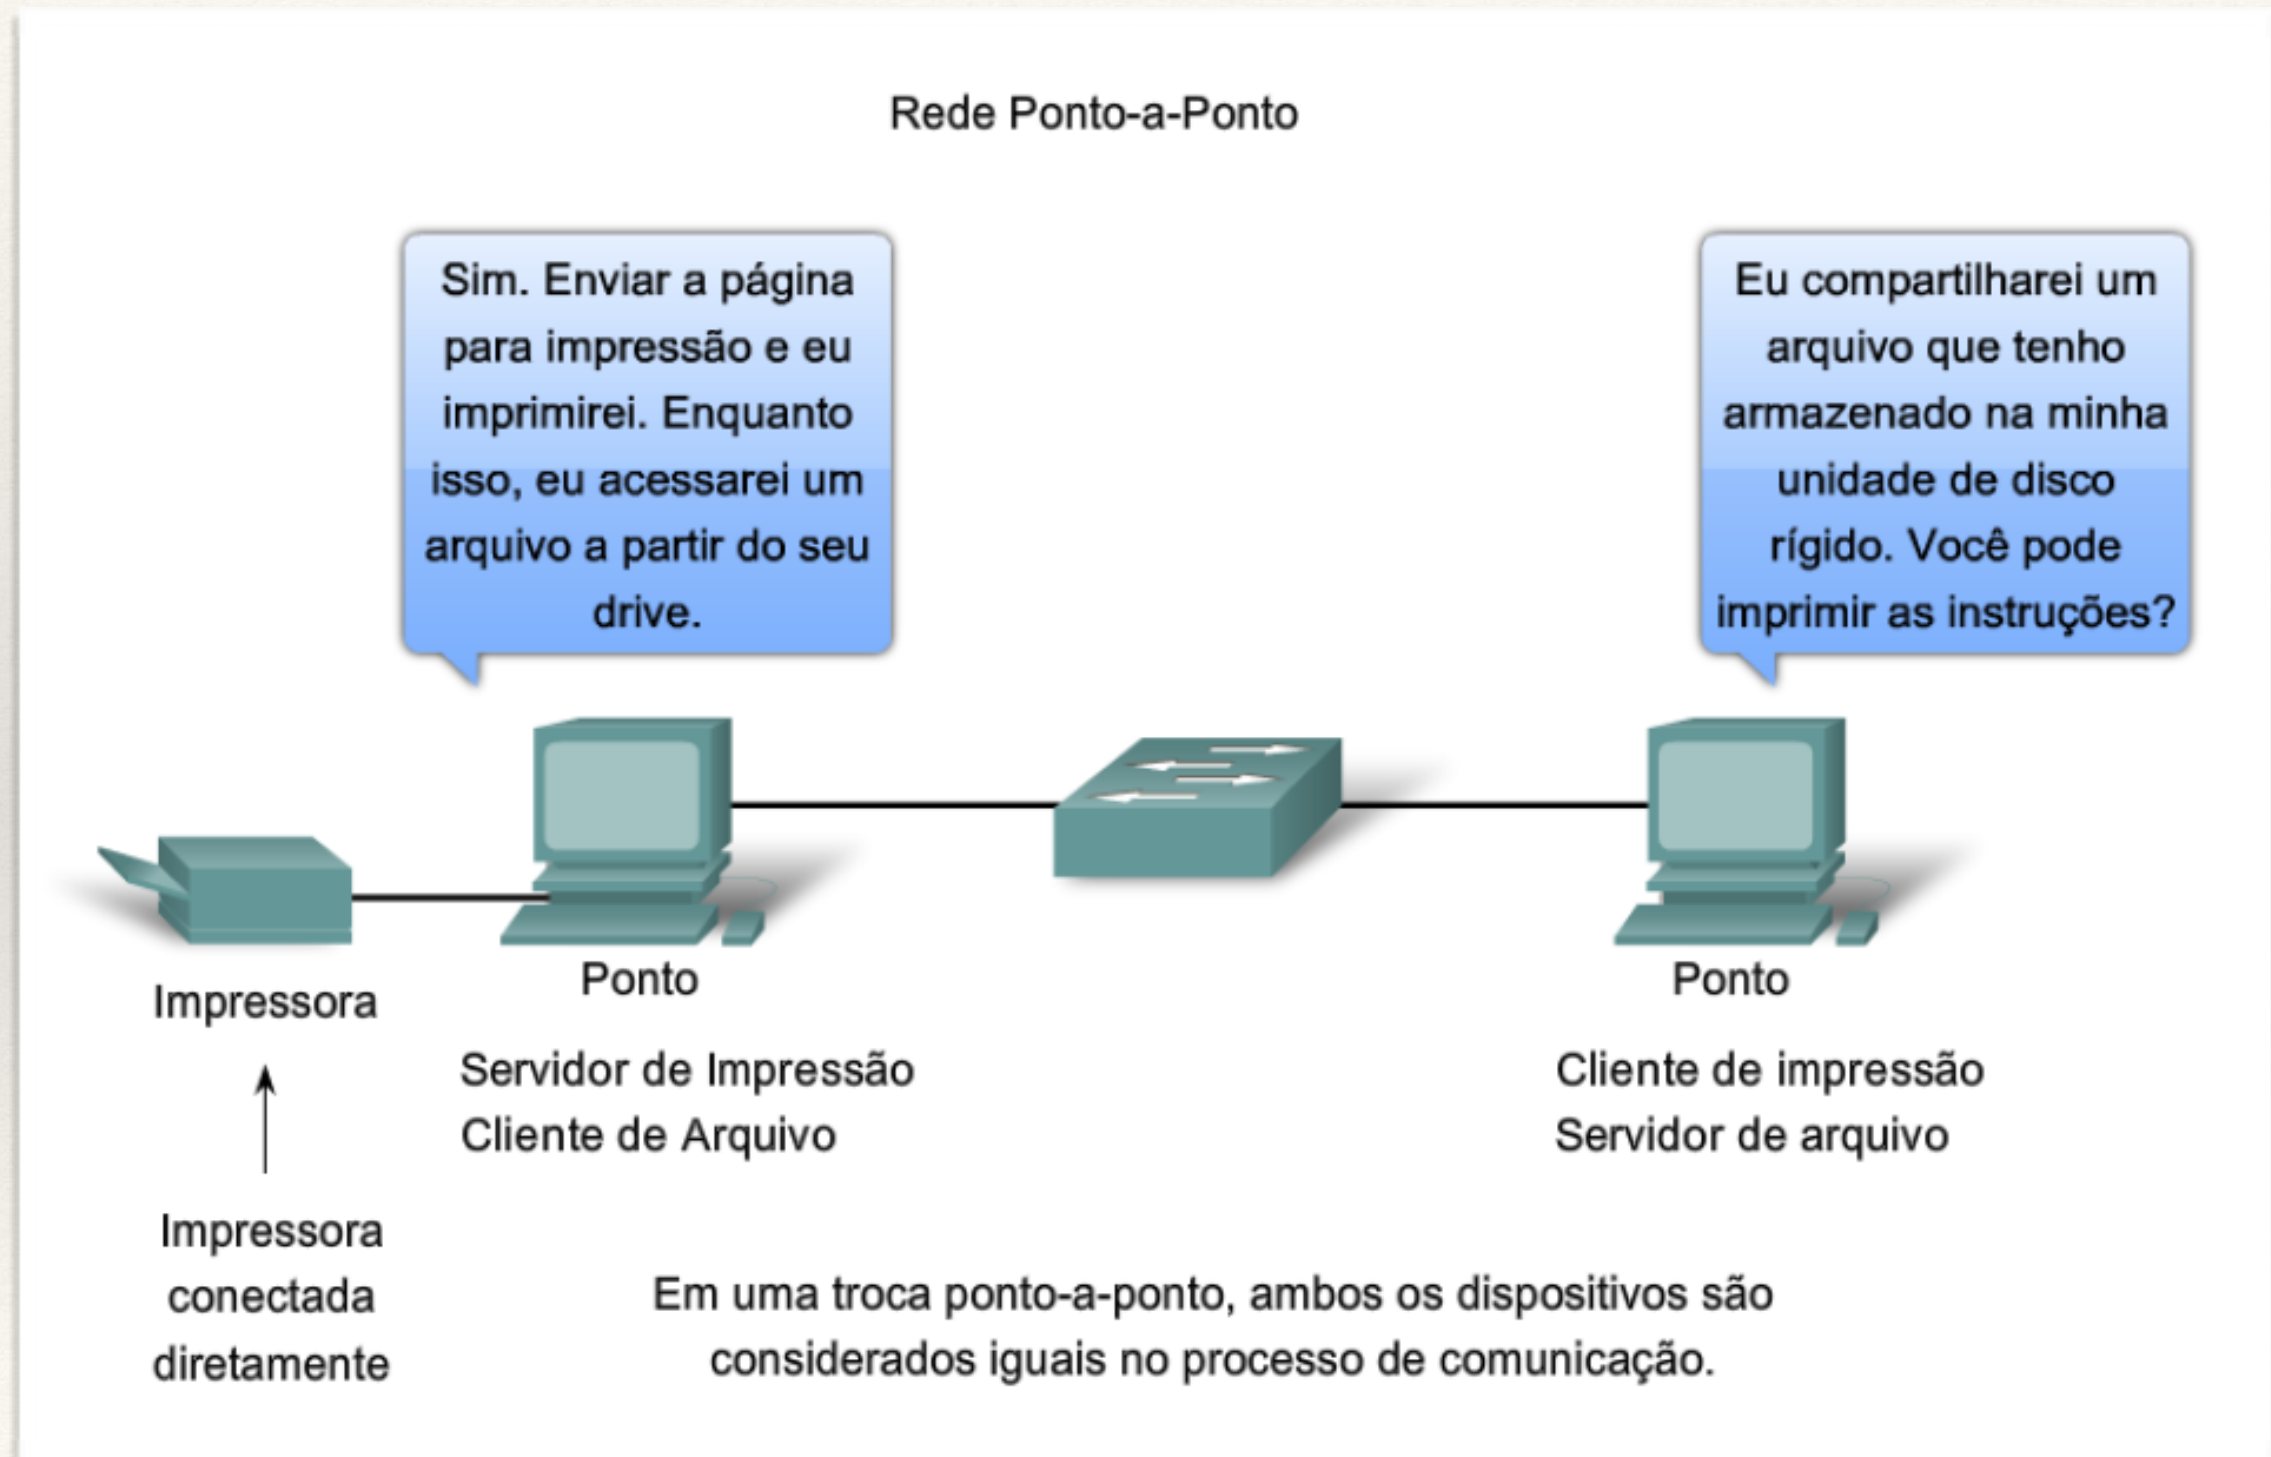 Rede Ponto-a-Ponto
Sim. Enviar a página
para impressão e eu
imprimirei. Enquanto
isso, eu acessarei um
arquivo a partir do seu
drive.
Eu compartilharei um
arquivo que tenho
armazenado na minha
unidade de disco
rígido. Você pode
imprimir as instruções?
Impressora
Ponto
Ponto
Servidor de Impressão
Cliente de Arquivo
Cliente de impressão
Servidor de arquivo
Impressora
conectada
diretamente
Em uma troca ponto-a-ponto, ambos os dispositivos são
considerados iguais no processo de comunicação.